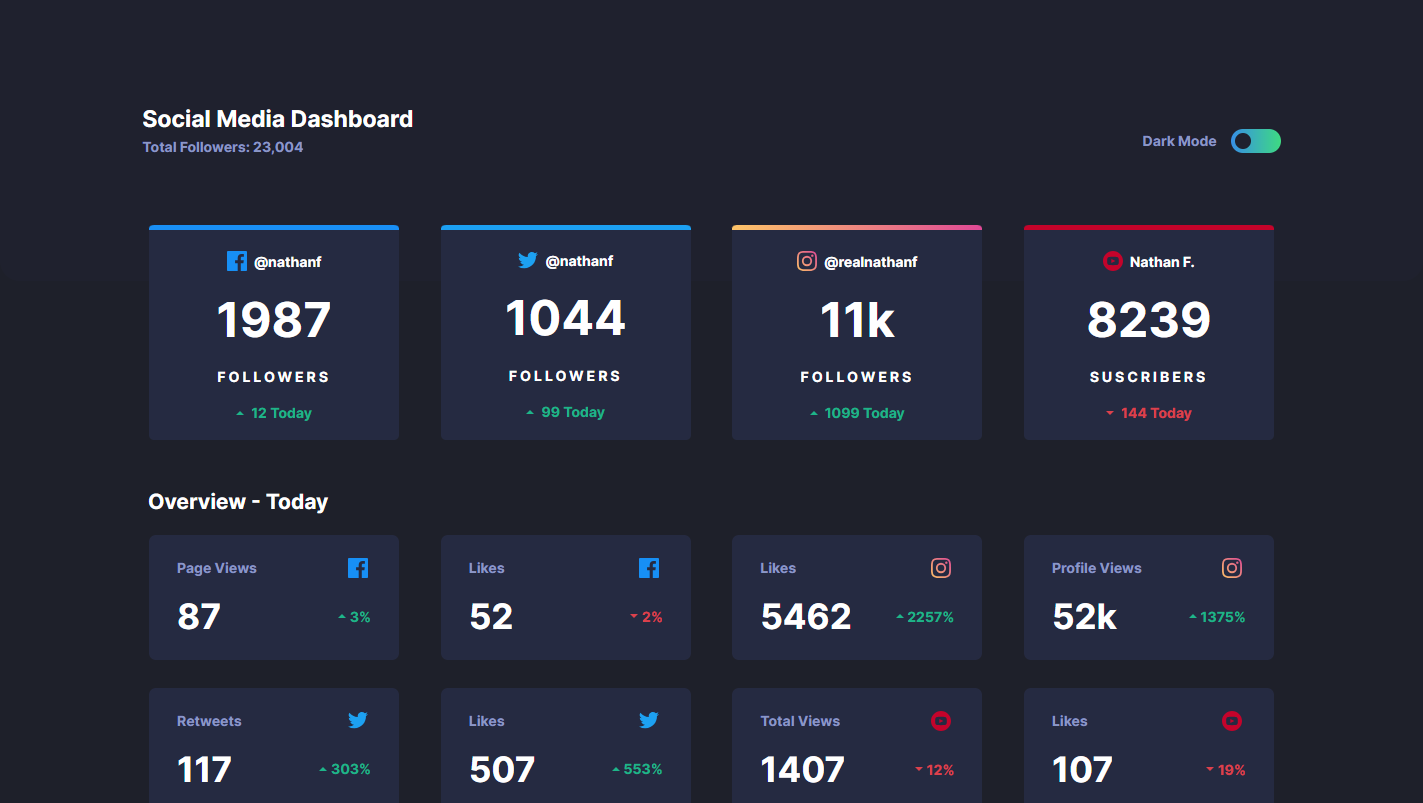 Social Media Dashboard
Total Followers: 23,004
Dark Mode
@nathanf
1987
FOLLOWERS
12 Today
@nathanf
1044
FOLLOWERS
99 Today
@realnathanf
11k
FOLLOWERS
1099 Today
Nathan F.
8239
SUSCRIBERS
144 Today
Overview - Today
Page Views
87
3%
Likes
52
2%
Likes
5462
2257%
Profile Views
52k
1375%
Retweets
117
303%
Likes
507
553%
Total Views
1407
12%
Likes
107
19%